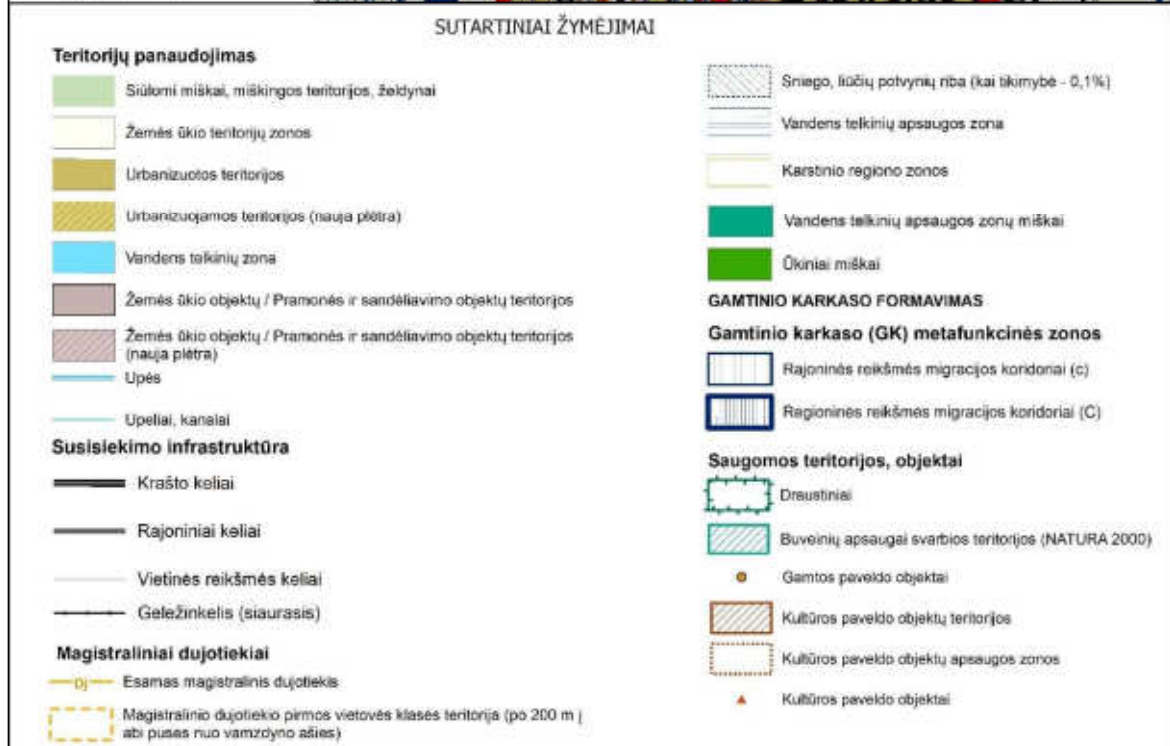 SUTARTINIAI ŽYMĖJIMAI
Teritorijų panaudojimas
Siūlomi miškai, miškingos teritorijos, želdynai
Žemės ūkio teritorijų zonos
Urbanizuotos teritorijos
Urbanizuojamos teritorijos (nauja plėtra)
Vandens telkinių zona
Žemės ūkio objektų / Pramonės ir sandėliavimo objektų teritorijos
Žemės ūkio objektų / Pramonės ir sandėliavimo objektų teritorijos
(nauja plėtra)
Upės
Upeliai, kanalai
Susisiekimo infrastruktūra
Krašto keliai
Rajoniniai keliai
Vietinės reikšmės keliai
Geležinkelis (siaurasis)
Magistraliniai dujotiekiai
Dj
Esamas magistralinis dujotiekis
Magistralinio dujotiekio pirmos vietovės klasės teritorija (po 200 m į
abi puses nuo vamzdyno ašies)
Sniego, liūčių potvynių riba (kai tikimybė - 0,1%)
Vandens telkinių apsaugos zona
Karstinio regiono zonos
Vandens telkinių apsaugos zonų miškai
Ūkiniai miškai
GAMTINIO KARKASO FORMAVIMAS
Gamtinio karkaso (GK) metafunkcinės zonos
Rajoninės reikšmės migracijos koridoriai (c)
Regioninės reikšmės migracijos koridoriai (C)
Saugomos teritorijos, objektai
Draustiniai
Buveinių apsaugai svarbios teritorijos (NATURA 2000)
Gamtos paveldo objektai
Kultūros paveldo objektų teritorijos
Kultūros paveldo objektų apsaugos zonos
Kultūros paveldo objektai